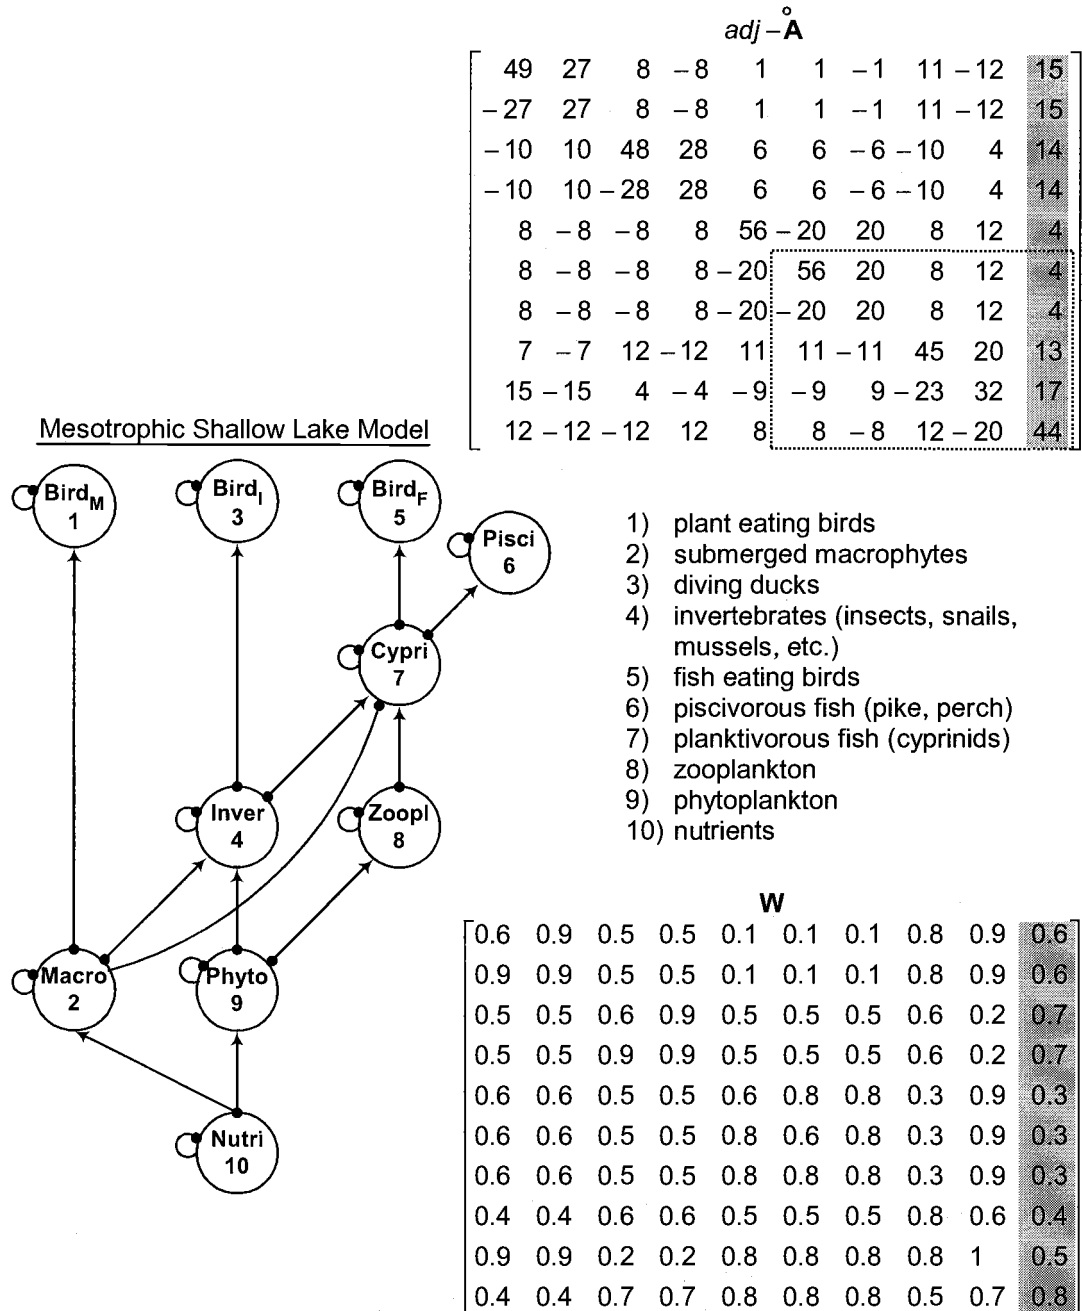 adj – Å
49 27 8 – 8 1 1 – 1 11 – 12 15
– 27 27 8 – 8 1 1 – 1 11 – 12 15
– 10 10 48 28 6 6 – 6 – 10 4 14
– 10 10 – 28 28 6 6 – 6 – 10 4 14
8 – 8 – 8 8 56 – 20 20 8 12 4
8 – 8 – 8 8 – 20 56 20 8 12 4
8 – 8 – 8 8 – 20 – 20 20 8 12 4
7 – 7 12 – 12 11 11 – 11 45 20 13
15 – 15 4 – 4 – 9 – 9 9 – 23 32 17
12 – 12 – 12 12 8 8 – 8 12 – 20 44
Mesotrophic Shallow Lake Model
BirdM
1
BirdI
3
BirdF
5
Pisci
6
Cypri
7
Inver
4
Zoopl
8
Macro
2
Phyto
9
Nutri
10
1) plant eating birds
2) submerged macrophytes
3) diving ducks
4) invertebrates (insects, snails,
mussels, etc.)
5) fish eating birds
6) piscivorous fish (pike, perch)
7) planktivorous fish (cyprinids)
8) zooplankton
9) phytoplankton
10) nutrients
W
0.6 0.9 0.5 0.5 0.1 0.1 0.1 0.8 0.9 0.6
0.9 0.9 0.5 0.5 0.1 0.1 0.1 0.8 0.9 0.6
0.5 0.5 0.6 0.9 0.5 0.5 0.5 0.6 0.2 0.7
0.5 0.5 0.9 0.9 0.5 0.5 0.5 0.6 0.2 0.7
0.6 0.6 0.5 0.5 0.6 0.8 0.8 0.3 0.9 0.3
0.6 0.6 0.5 0.5 0.8 0.6 0.8 0.3 0.9 0.3
0.6 0.6 0.5 0.5 0.8 0.8 0.8 0.3 0.9 0.3
0.4 0.4 0.6 0.6 0.5 0.5 0.5 0.8 0.6 0.4
0.9 0.9 0.2 0.2 0.8 0.8 0.8 0.8 1 0.5
0.4 0.4 0.7 0.7 0.8 0.8 0.8 0.5 0.7 0.8